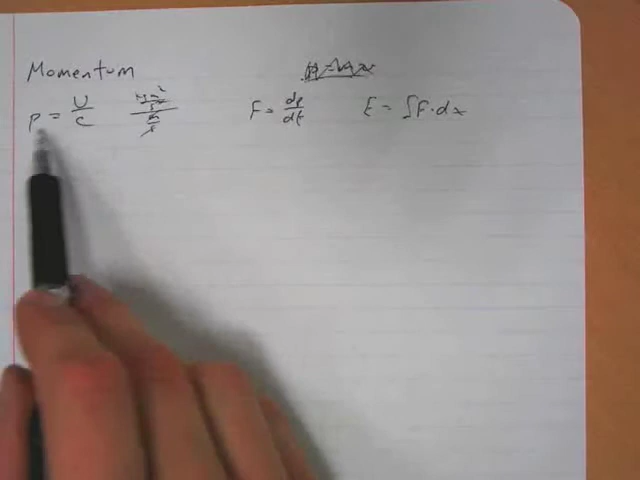 Momentum
p = U/C F = dp/dt E = ∫F·dx